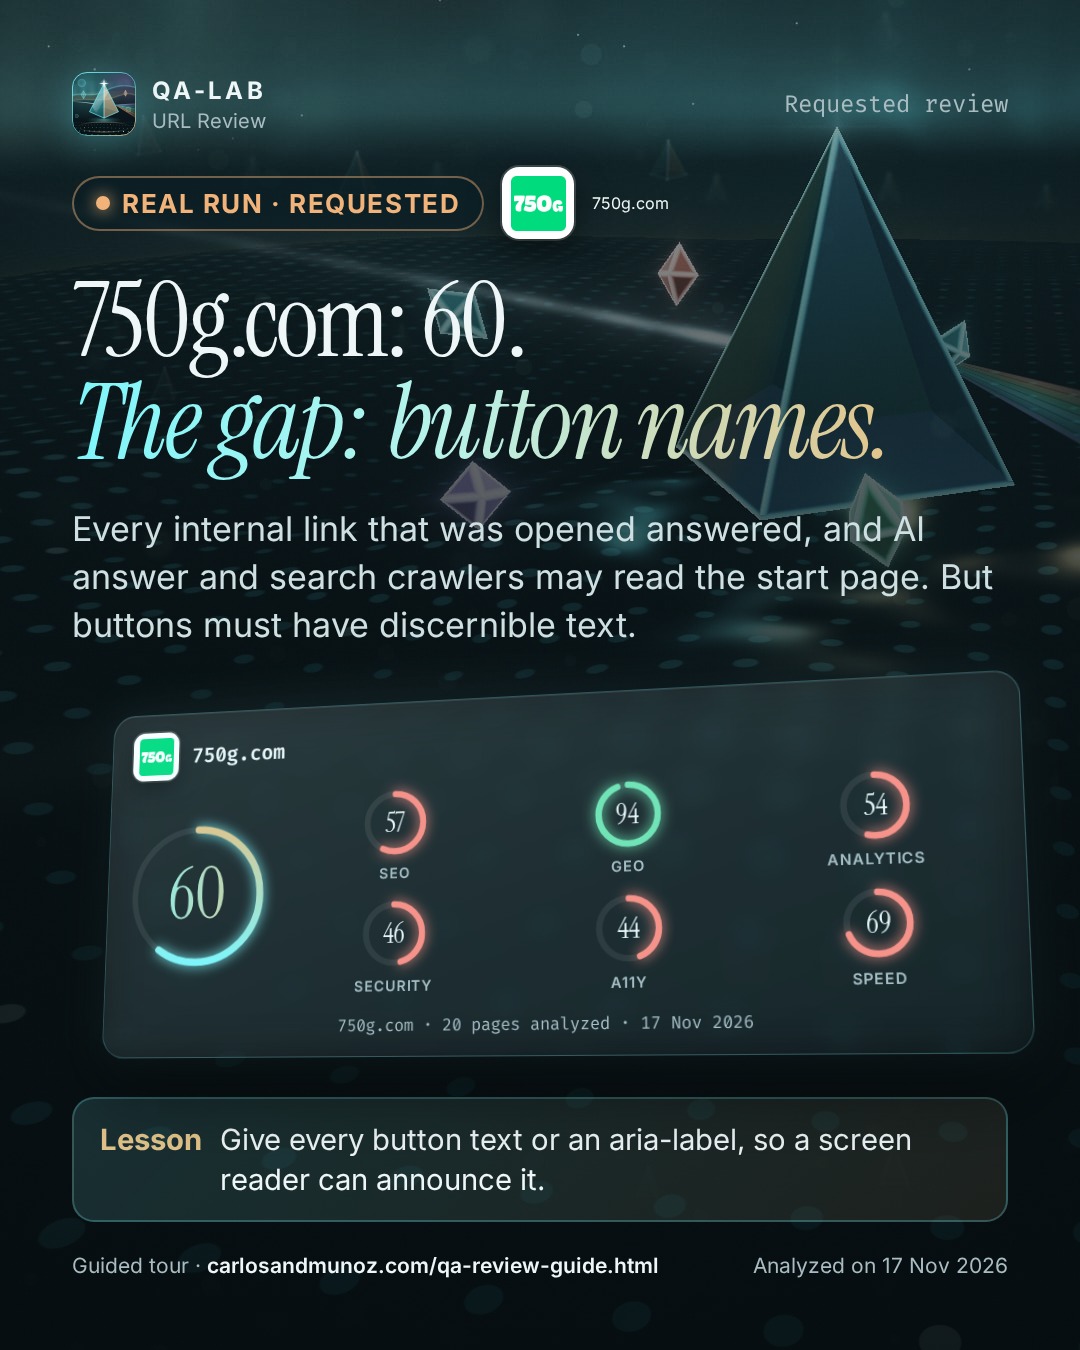 QA-LAB
URL Review
Requested review
REAL RUN · REQUESTED
750G
750g.com
750g.com: 60.
The gap: button names.
Every internal link that was opened answered, and AI
answer and search crawlers may read the start page. But
buttons must have discernible text.
750G
750g.com
60
57
SEO
94
GEO
54
ANALYTICS
46
SECURITY
44
A11Y
69
SPEED
750g.com · 20 pages analyzed · 17 Nov 2026
Lesson
Give every button text or an aria-label, so a screen
reader can announce it.
Guided tour · carlosandmunoz.com/qa-review-guide.html
Analyzed on 17 Nov 2026